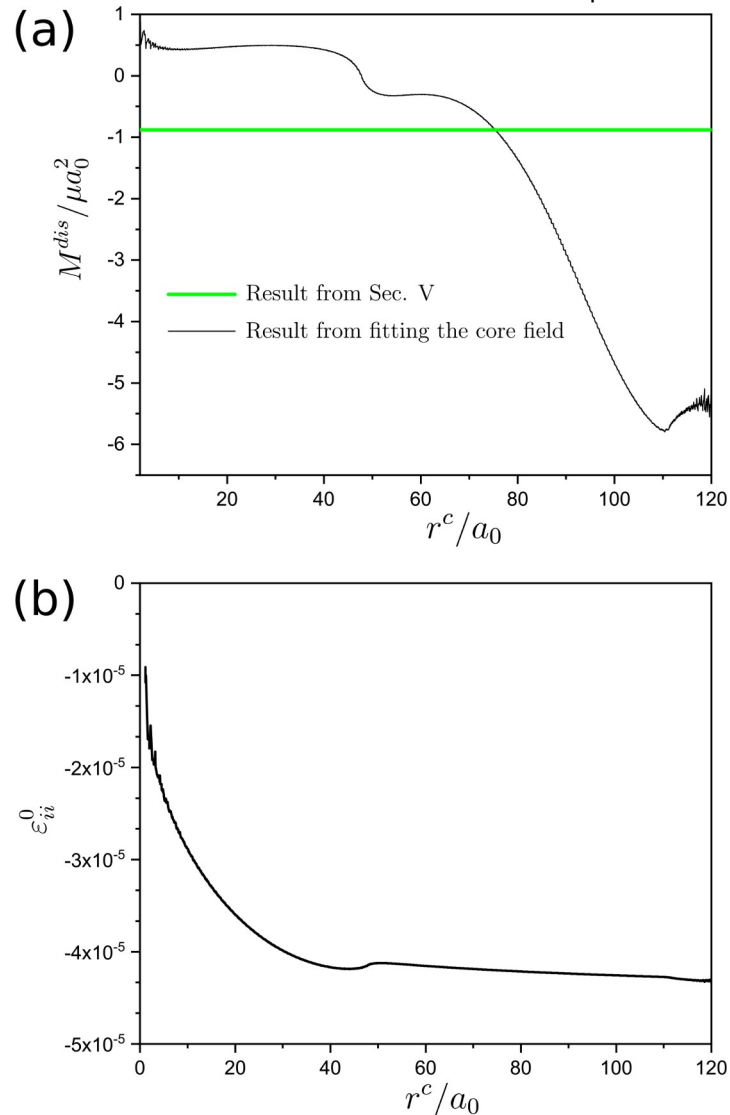 (a)
1
0
-1
-2
-3
-4
-5
-6
M^{dis}/μa_0^2
Result from Sec. V
Result from fitting the core field
20 40 60 80 100 120
r^c/a_0
(b)
0
-1x10^{-5}
-2x10^{-5}
-3x10^{-5}
-4x10^{-5}
-5x10^{-5}
ε_{ii}^0
0 20 40 60 80 100 120
r^c/a_0